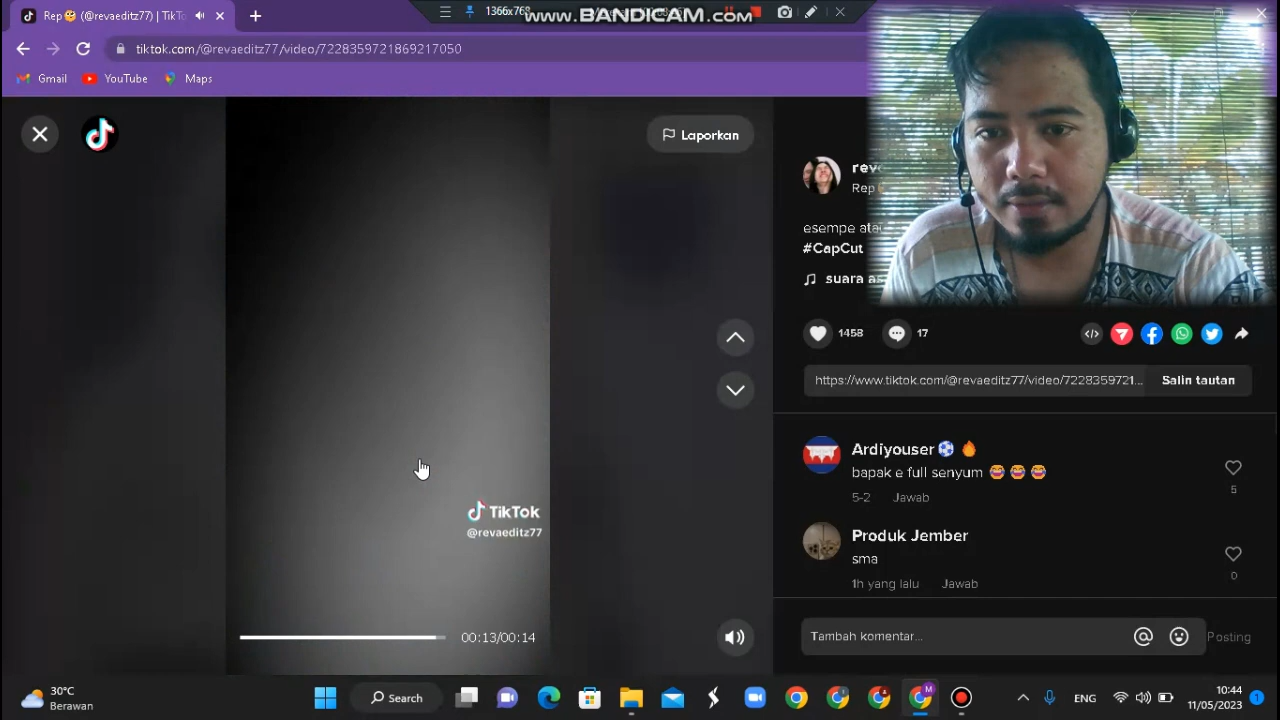 Rep 🤔 (@revaeditz77) | TikT
1366x768
www.BANDICAM.com
tiktok.com/@revaeditz77/video/7228359721869217050
Gmail
YouTube
Maps
Laporkan
rev
Rep
esempe ata
#CapCut
suara as
1458
17
https://www.tiktok.com/@revaeditz77/video/7228359721...
Salin tautan
Ardiyouser⚽🔥
bapak e full senyum 😂😂😂
5
5-2 Jawab
Produk Jember
sma
0
1h yang lalu Jawab
TikTok
@revaeditz77
00:13/00:14
Tambah komentar...
Posting
30°C
Berawan
Search
M
ENG
10:44
11/05/2023
1